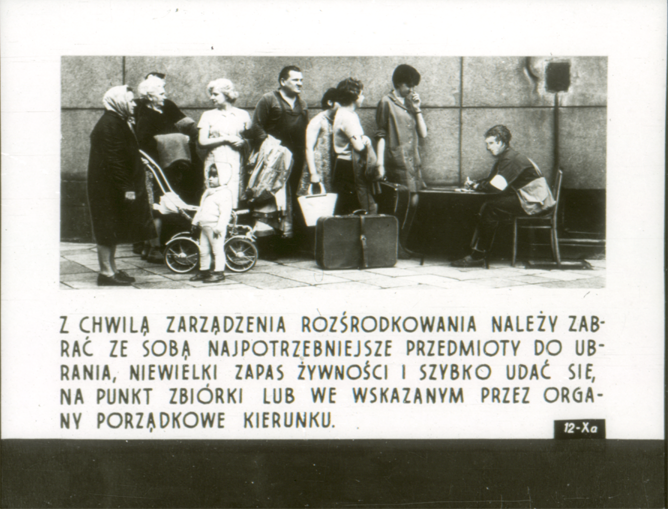 Z CHWILĄ ZARZĄDZENIA ROZŚRODKOWANIA NALEŻY ZAB-
RAĆ ZE SOBĄ NAJPOTRZEBNIEJSZE PRZEDMIOTY DO UB-
RANIA, NIEWIELKI ZAPAS ŻYWNOŚCI I SZYBKO UDAĆ SIĘ,
NA PUNKT ZBIÓRKI LUB WE WSKAZANYM PRZEZ ORGA-
NY PORZĄDKOWE KIERUNKU.
12-Xa